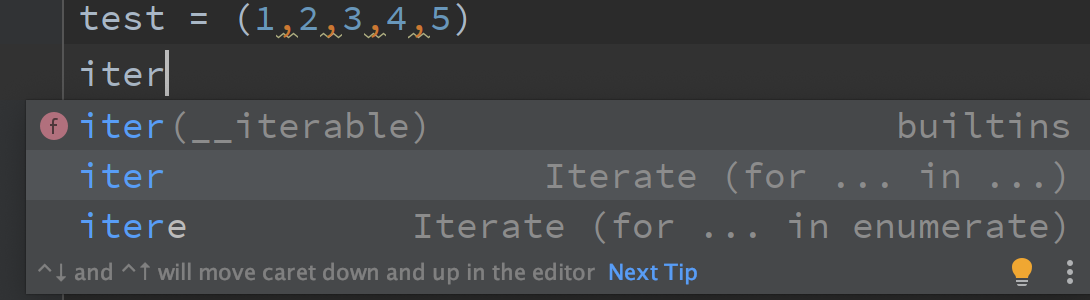 test = (1,2,3,4,5)
iter
f iter(__iterable) builtins
iter Iterate (for ... in ...)
itere Iterate (for ... in enumerate)
^↓ and ^↑ will move caret down and up in the editor Next Tip